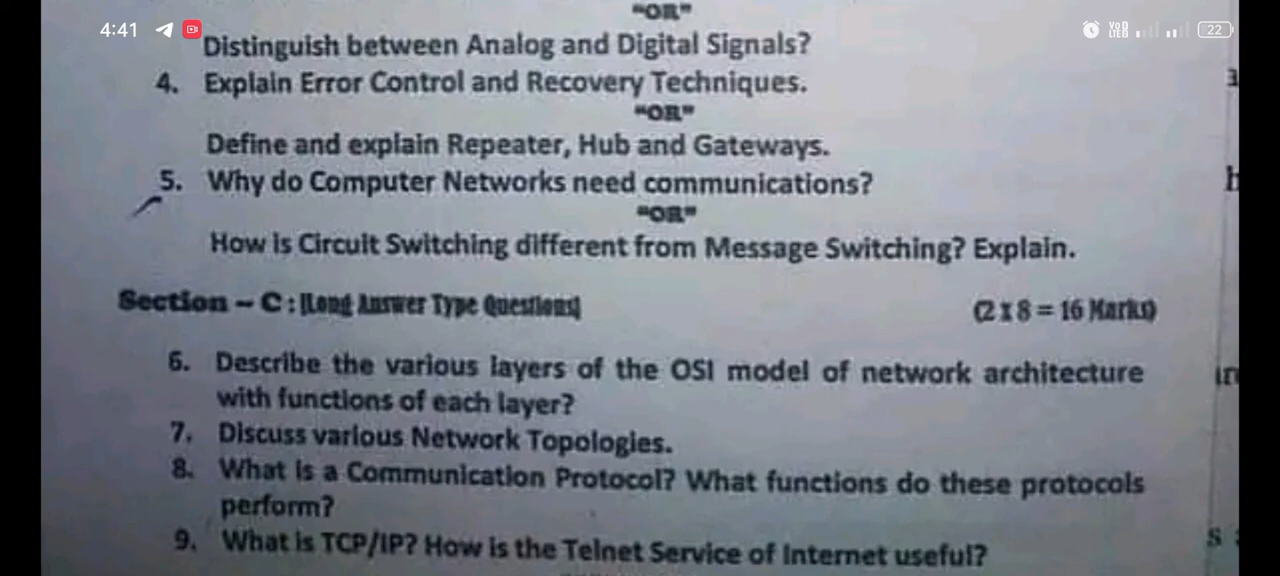 "OR"
4:41
VoD
LTE
22
Distinguish between Analog and Digital Signals?
4. Explain Error Control and Recovery Techniques.
"OR"
Define and explain Repeater, Hub and Gateways.
5. Why do Computer Networks need communications?
"OR"
How is Circuit Switching different from Message Switching? Explain.
Section - C : [Long Answer Type Questions] (2 x 8 = 16 Marks)
6. Describe the various layers of the OSI model of network architecture
with functions of each layer?
7. Discuss various Network Topologies.
8. What is a Communication Protocol? What functions do these protocols
perform?
9. What is TCP/IP? How is the Telnet Service of Internet useful?